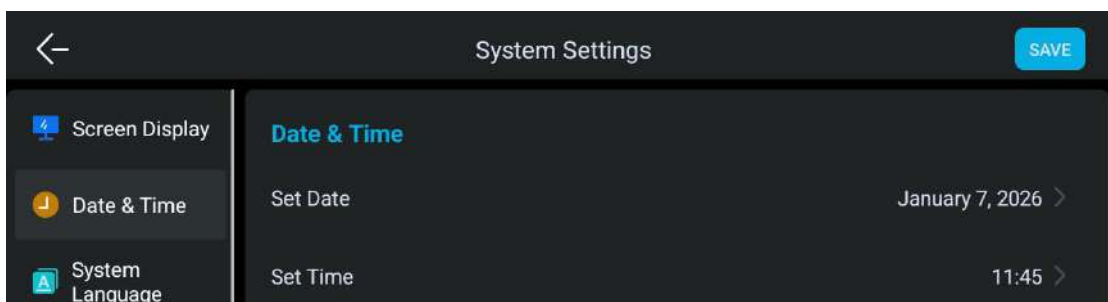 System Settings
SAVE
Screen Display
Date & Time
System
Language
Date & Time
Set Date
January 7, 2026
Set Time
11:45